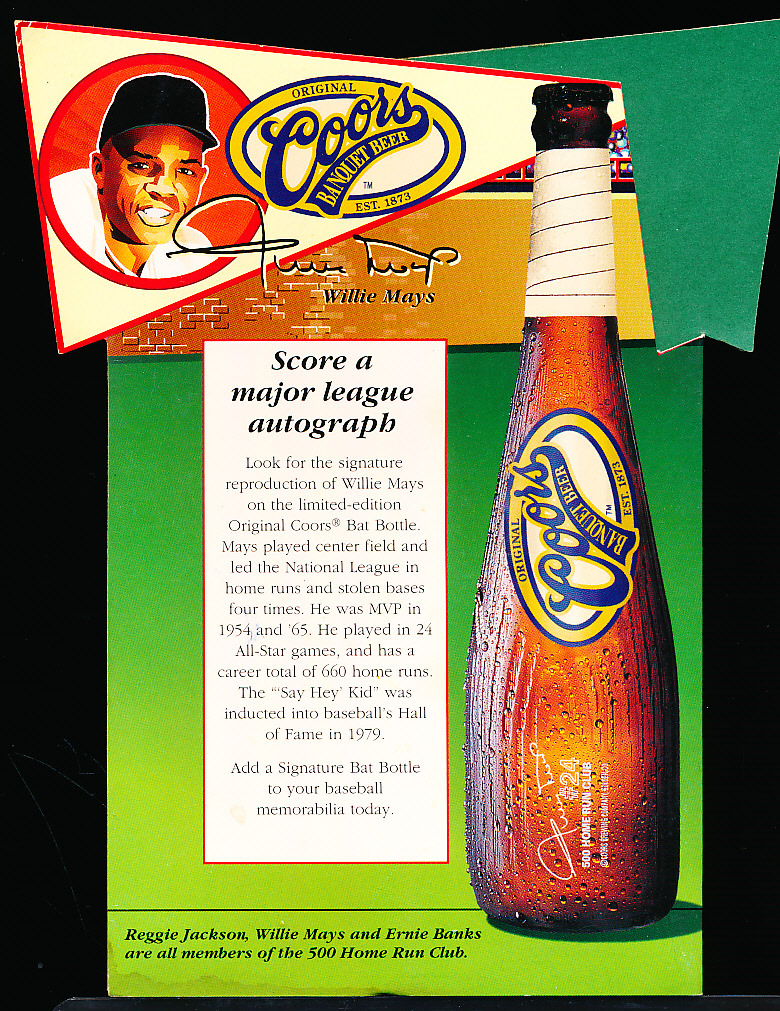 ORIGINAL
Coors
BANQUET BEER
TM
EST. 1873
Willie Mays
Willie Mays
Score a
major league
autograph
Look for the signature
reproduction of Willie Mays
on the limited-edition
Original Coors® Bat Bottle.
Mays played center field and
led the National League in
home runs and stolen bases
four times. He was MVP in
1954 and '65. He played in 24
All-Star games, and has a
career total of 660 home runs.
The "'Say Hey' Kid" was
inducted into baseball's Hall
of Fame in 1979.
Add a Signature Bat Bottle
to your baseball
memorabilia today.
ORIGINAL
Coors
BANQUET BEER
TM
EST. 1873
Willie Mays
24
500 HOME RUN CLUB
Reggie Jackson, Willie Mays and Ernie Banks
are all members of the 500 Home Run Club.